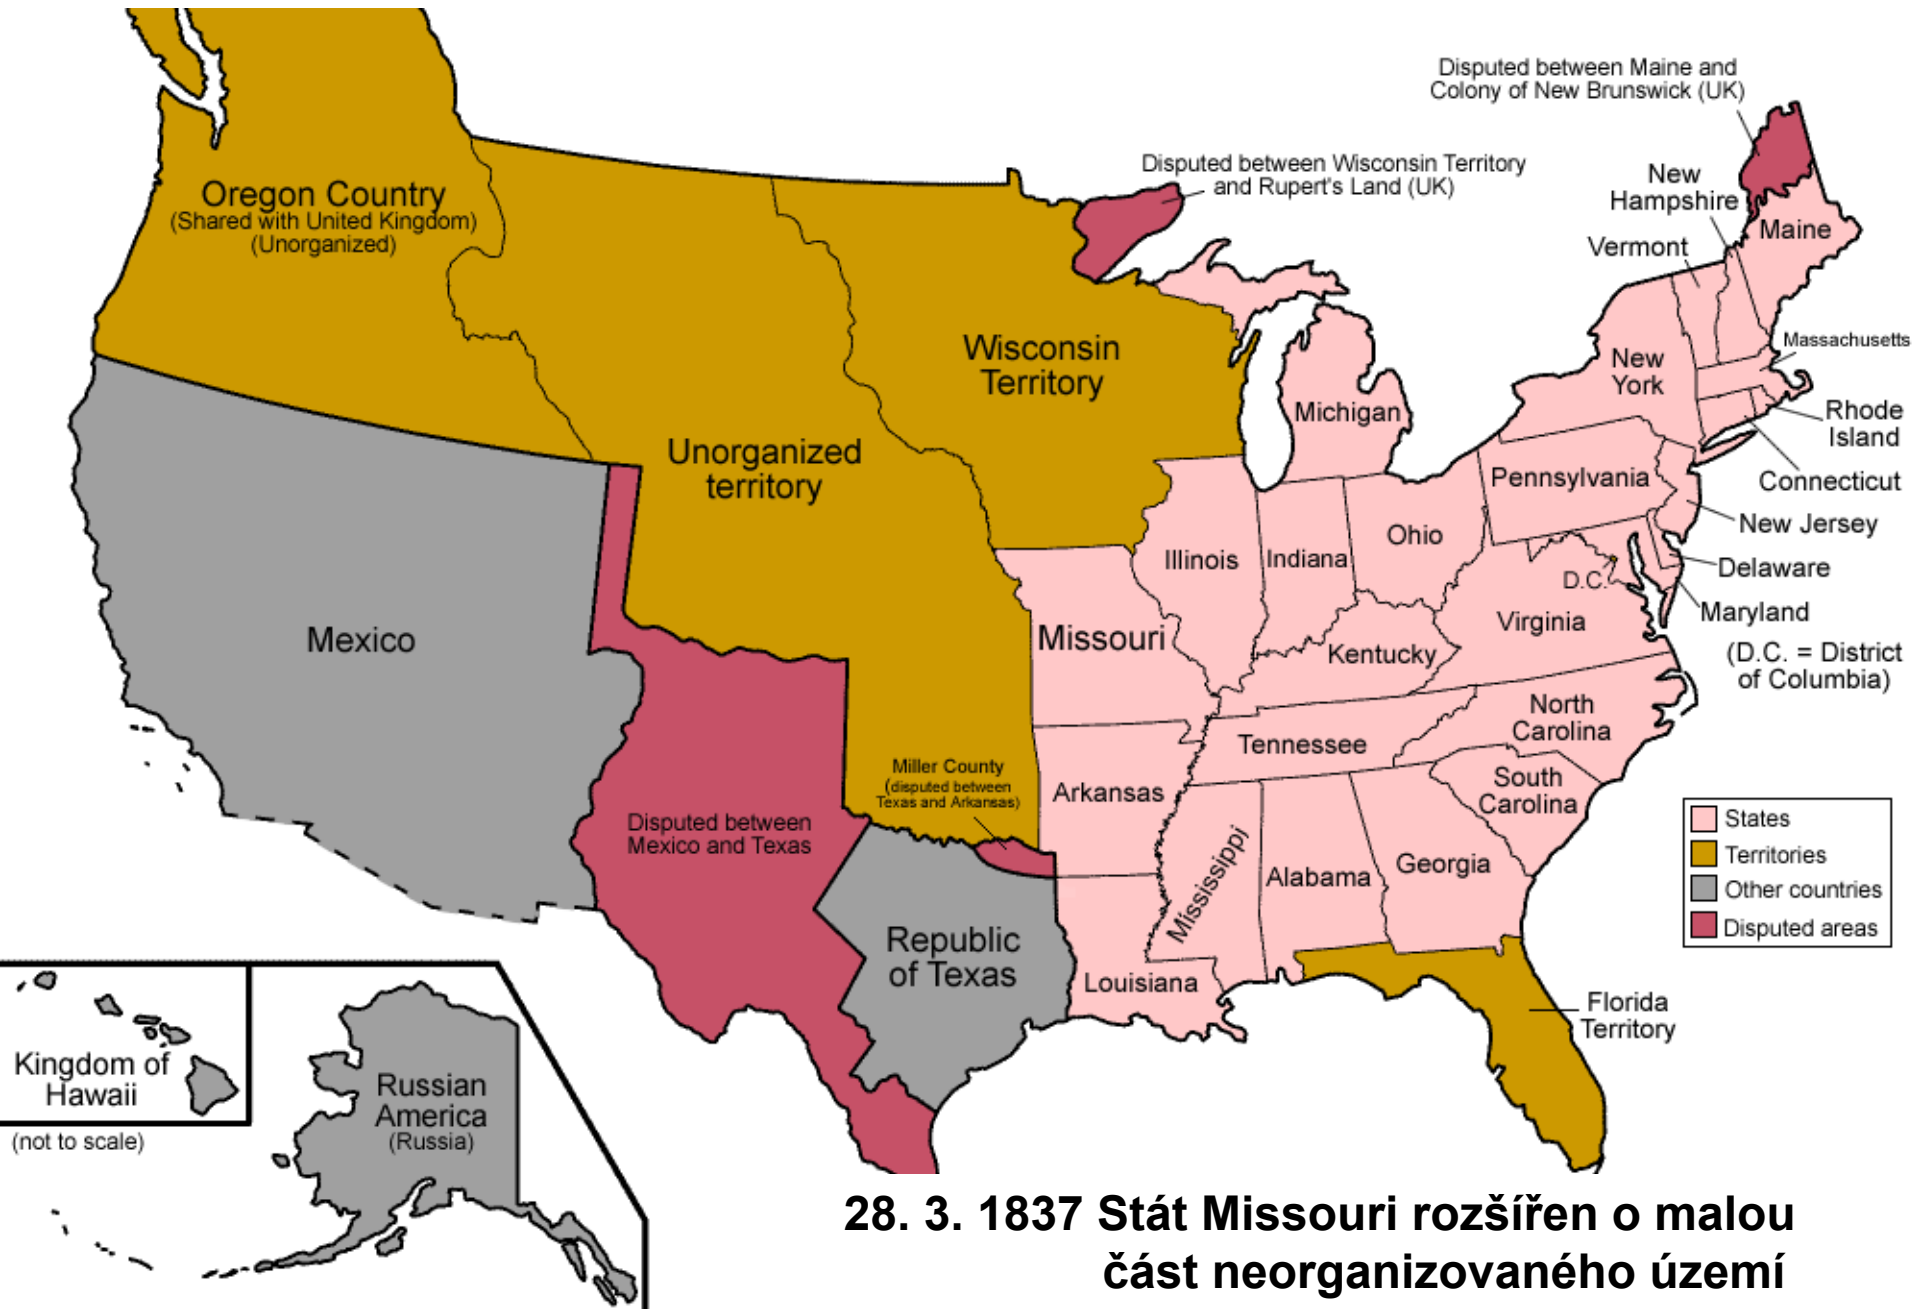 Disputed between Maine and
Colony of New Brunswick (UK)
Disputed between Wisconsin Territory
and Rupert's Land (UK)
New
Hampshire
Vermont
Maine
Oregon Country
(Shared with United Kingdom)
(Unorganized)
Wisconsin
Territory
Massachusetts
New
York
Michigan
Rhode
Island
Unorganized
territory
Pennsylvania
Connecticut
New Jersey
Ohio
Illinois
Indiana
D.C.
Delaware
Maryland
Virginia
Mexico
Missouri
Kentucky
(D.C. = District
of Columbia)
North
Carolina
Tennessee
Miller County
(disputed between
Texas and Arkansas)
Arkansas
South
Carolina
Disputed between
Mexico and Texas
Mississippi
Alabama
Georgia
States
Territories
Other countries
Disputed areas
Republic
of Texas
Louisiana
Florida
Territory
Kingdom of
Hawaii
(not to scale)
Russian
America
(Russia)
28. 3. 1837 Stát Missouri rozšířen o malou
část neorganizovaného území